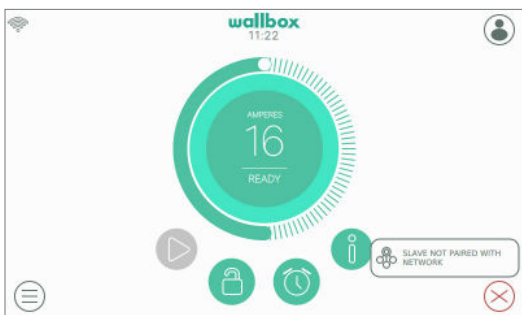 wallbox
11:22
AMPERES
16
READY
SLAVE NOT PAIRED WITH
NETWORK